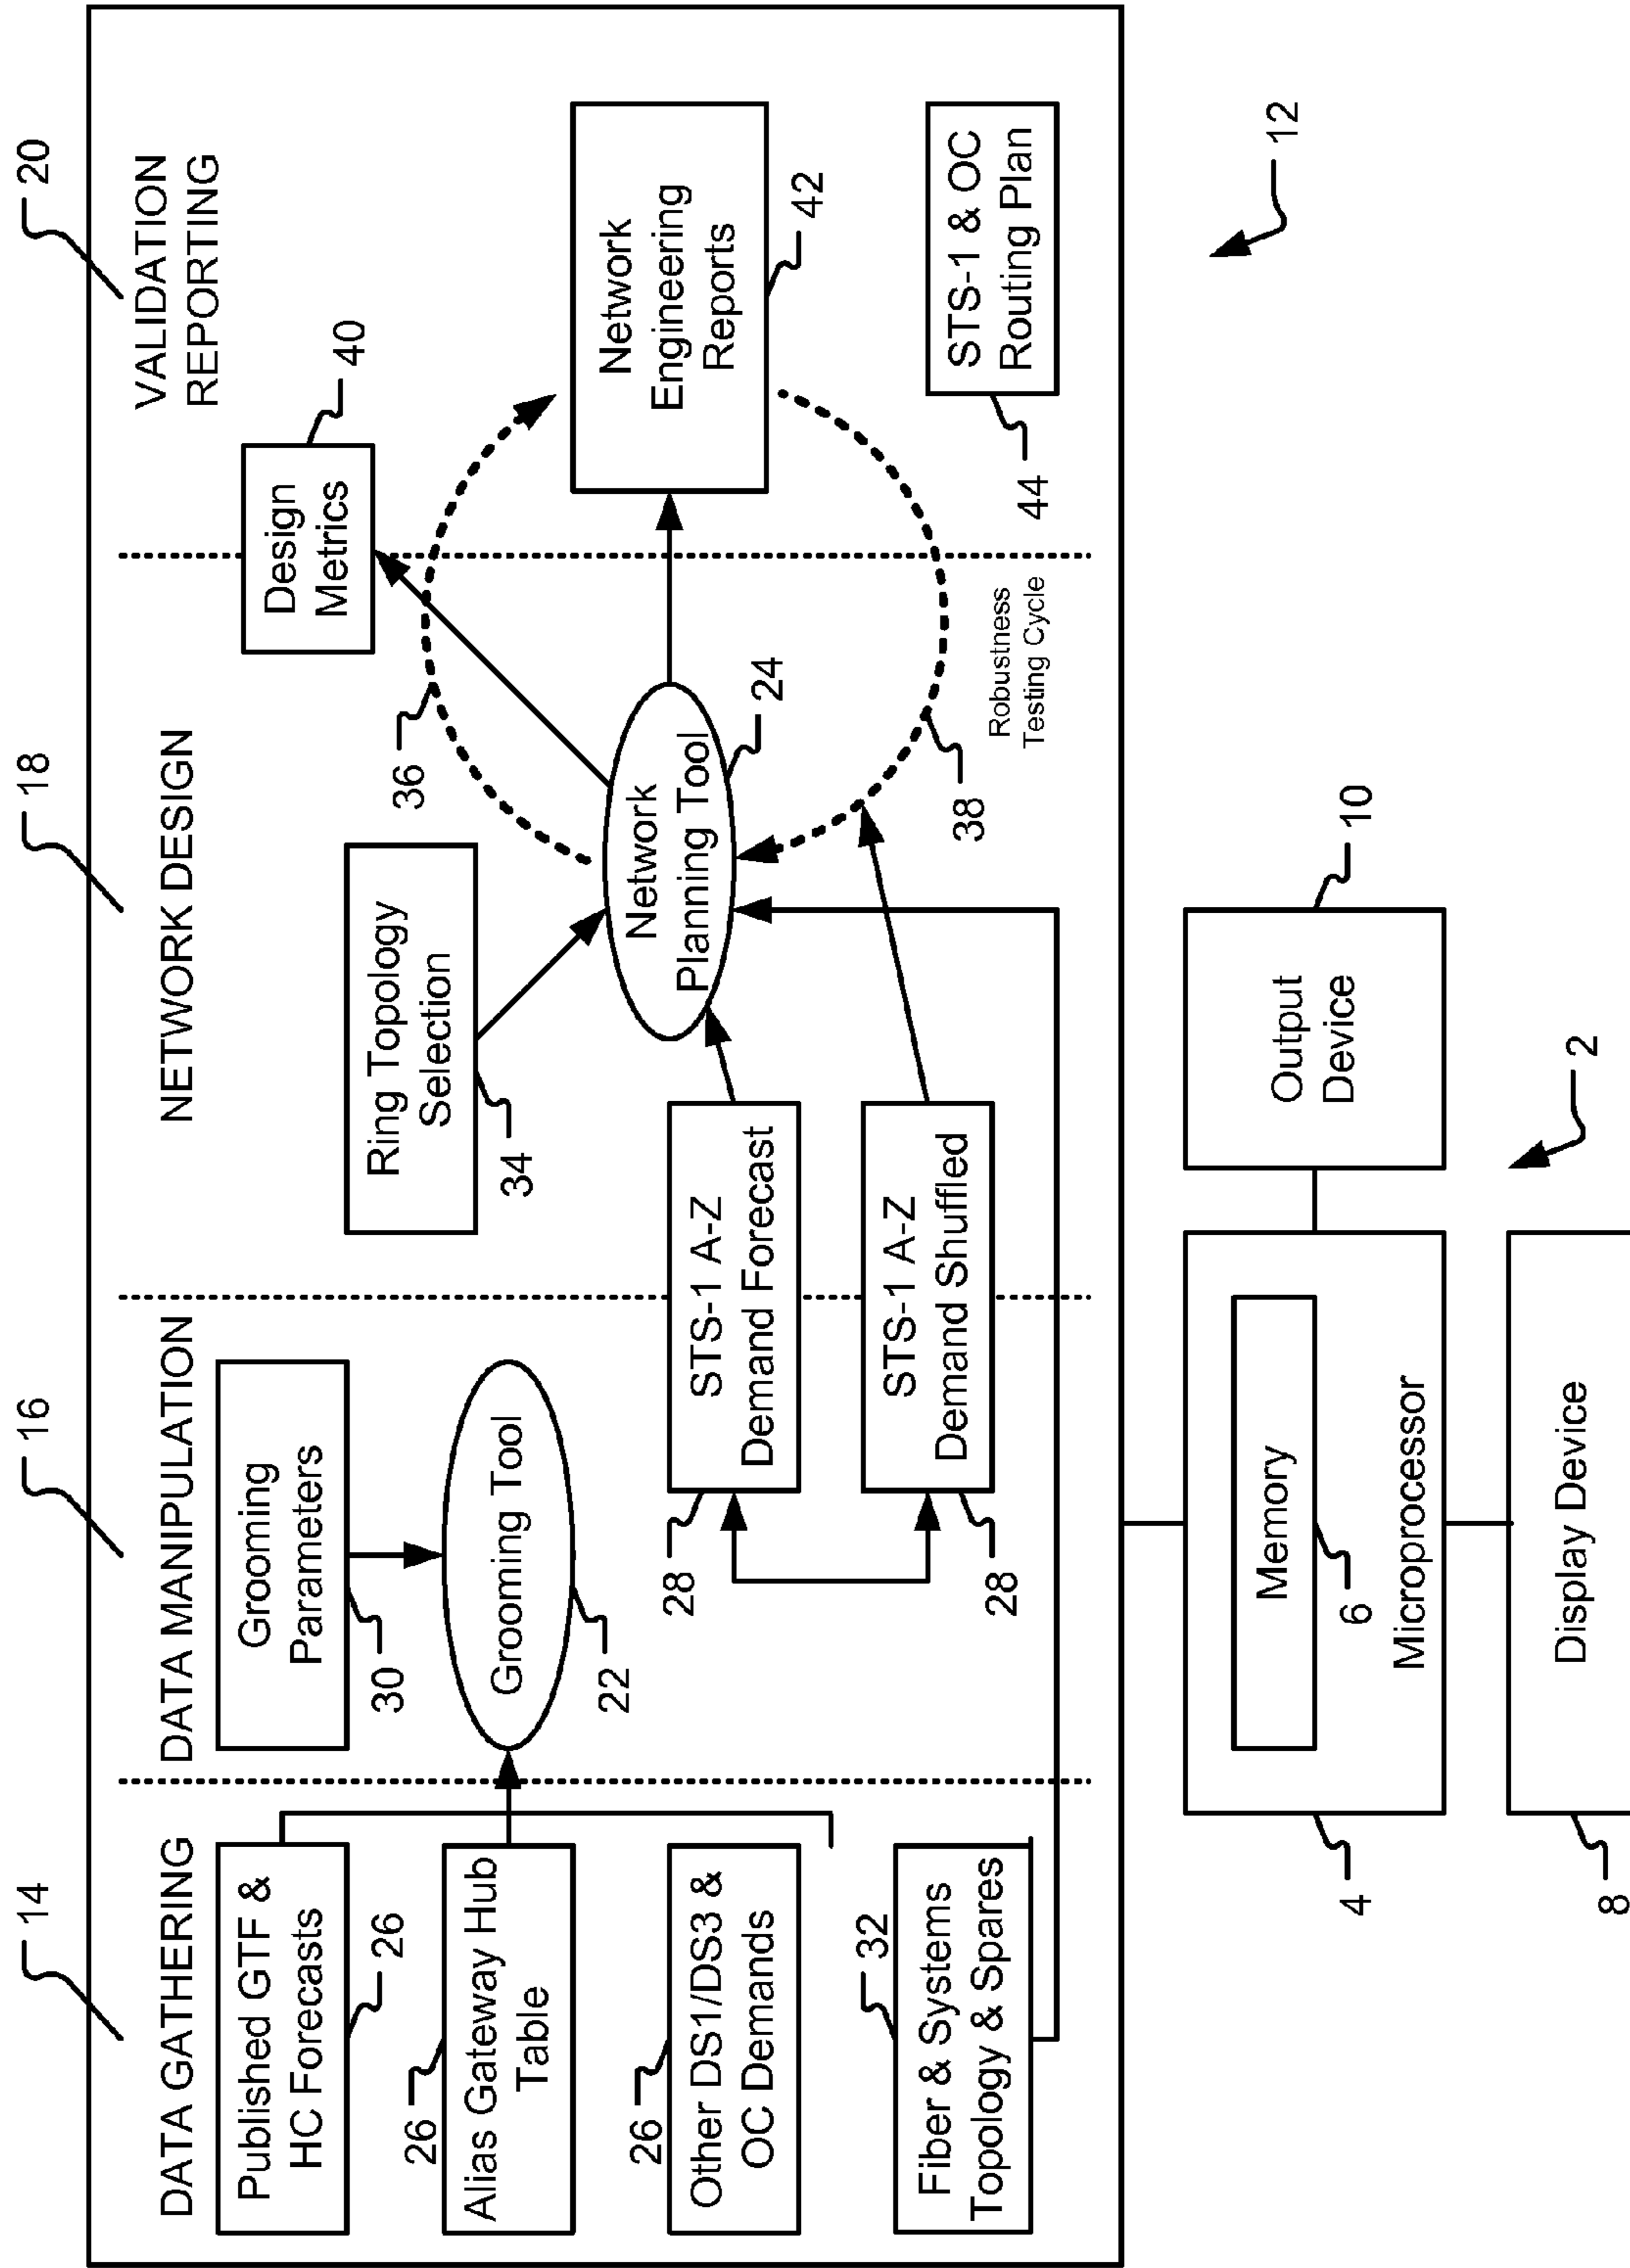 14
16
18
20
DATA GATHERING
DATA MANIPULATION
NETWORK DESIGN
VALIDATION
REPORTING
Published GTF &
HC Forecasts
26
Alias Gateway Hub
Table
26
Other DS1/DS3 &
OC Demands
26
Fiber & Systems
Topology & Spares
32
Grooming
Parameters
30
Grooming Tool
22
STS-1 A-Z
Demand Forecast
28
STS-1 A-Z
Demand Shuffled
28
Ring Topology
Selection
34
Network
Planning Tool
24
36
38
Robustness
Testing Cycle
Design
Metrics
40
Network
Engineering
Reports
42
STS-1 & OC
Routing Plan
44
12
Memory
6
Microprocessor
4
Output
Device
10
Display Device
8
2